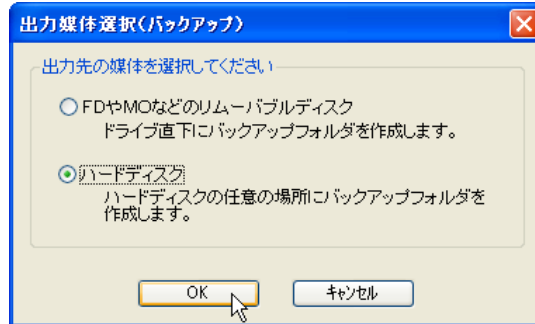 出力媒体選択(バックアップ)
出力先の媒体を選択してください
FDやMOなどのリムーバブルディスク
ドライブ直下にバックアップフォルダを作成します。
ハードディスク
ハードディスクの任意の場所にバックアップフォルダを
作成します。
OK
キャンセル